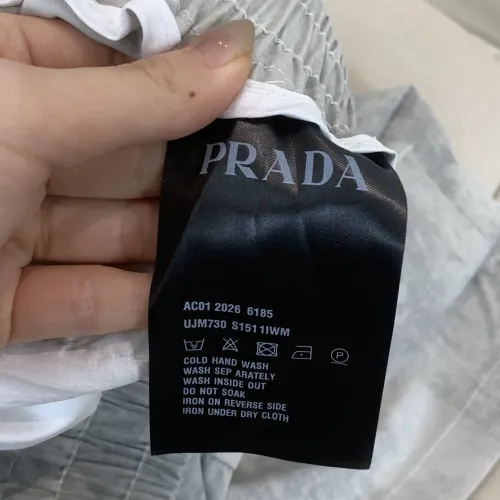 PRADA
AC01 2026 6185
UJM730 S1511IWM
P
COLD HAND WASH
WASH SEP ARATELY
WASH INSIDE OUT
DO NOT SOAK
IRON ON REVERSE SIDE
IRON UNDER DRY CLOTH